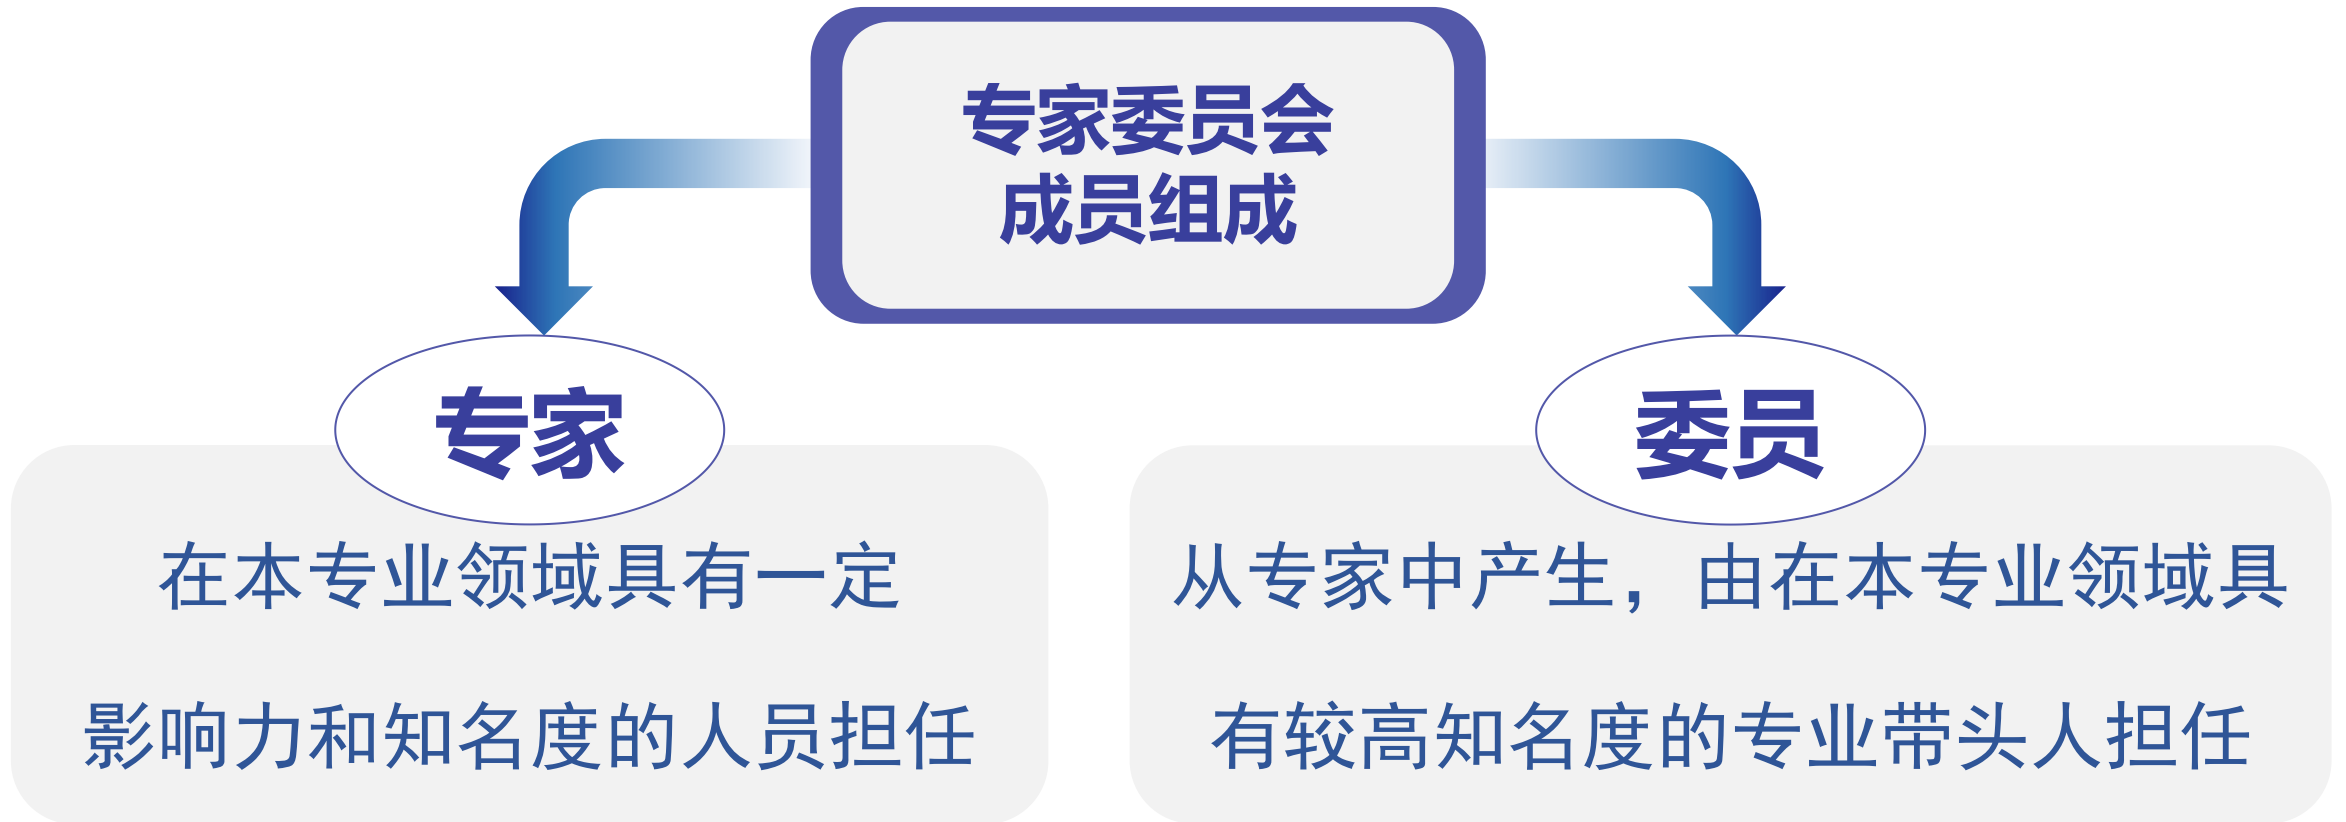 专家委员会
成员组成
专家
在本专业领域具有一定
影响力和知名度的人员担任
委员
从专家中产生，由在本专业领域具
有较高知名度的专业带头人担任